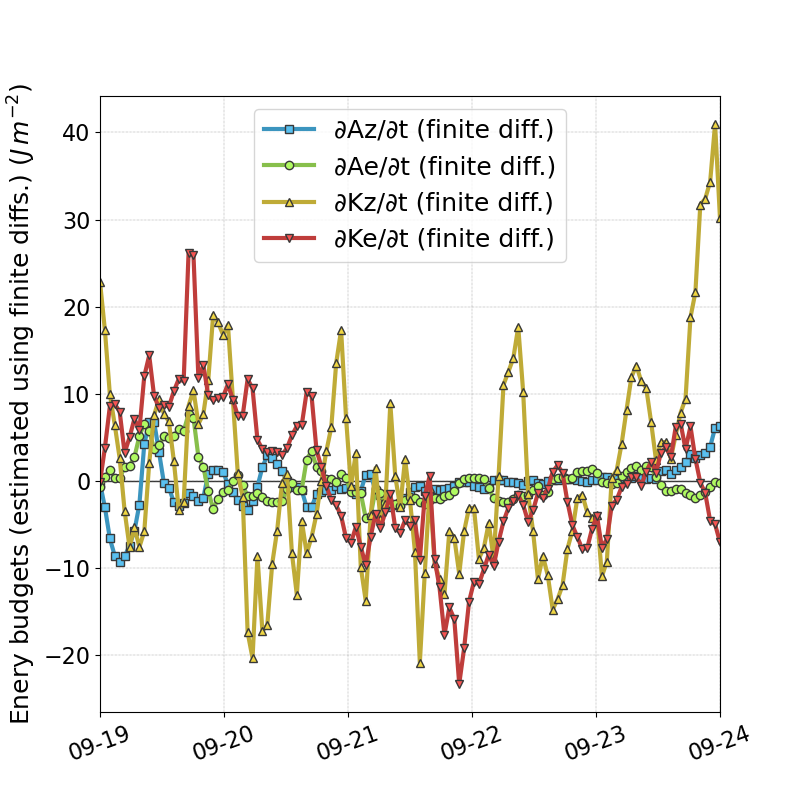 Enery budgets (estimated using finite diffs.) (J m⁻²)
∂Az/∂t (finite diff.)
∂Ae/∂t (finite diff.)
∂Kz/∂t (finite diff.)
∂Ke/∂t (finite diff.)
40
30
20
10
0
−10
−20
09-19
09-20
09-21
09-22
09-23
09-24